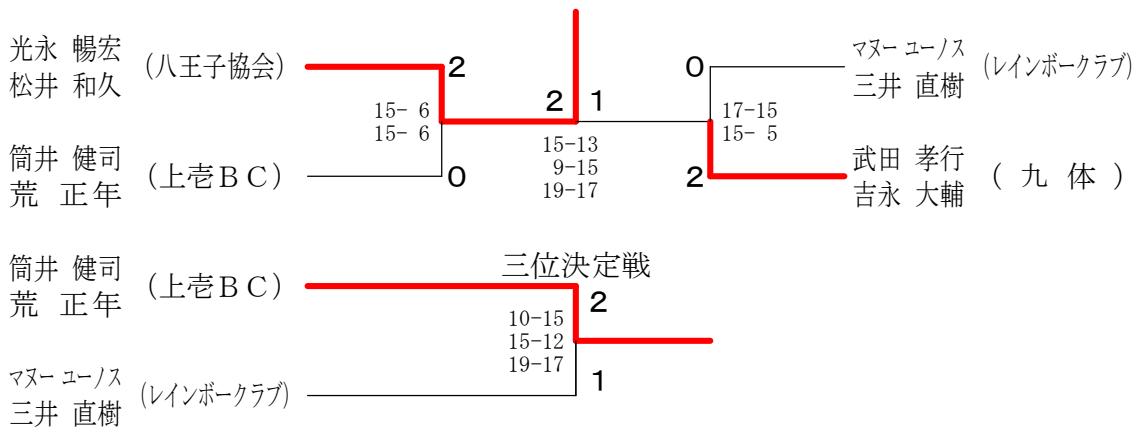 光永 暢宏
松井 和久
(八王子協会)
2
15- 6
15- 6
筒井 健司
荒 正年
(上壱ＢＣ)
0
2 1
15-13
9-15
19-17
マヌー ユーノス
三井 直樹
(レインボークラブ)
0
17-15
15- 5
武田 孝行
吉永 大輔
( 九 体 )
2
三位決定戦
筒井 健司
荒 正年
(上壱ＢＣ)
2
10-15
15-12
19-17
マヌー ユーノス
三井 直樹
(レインボークラブ)
1